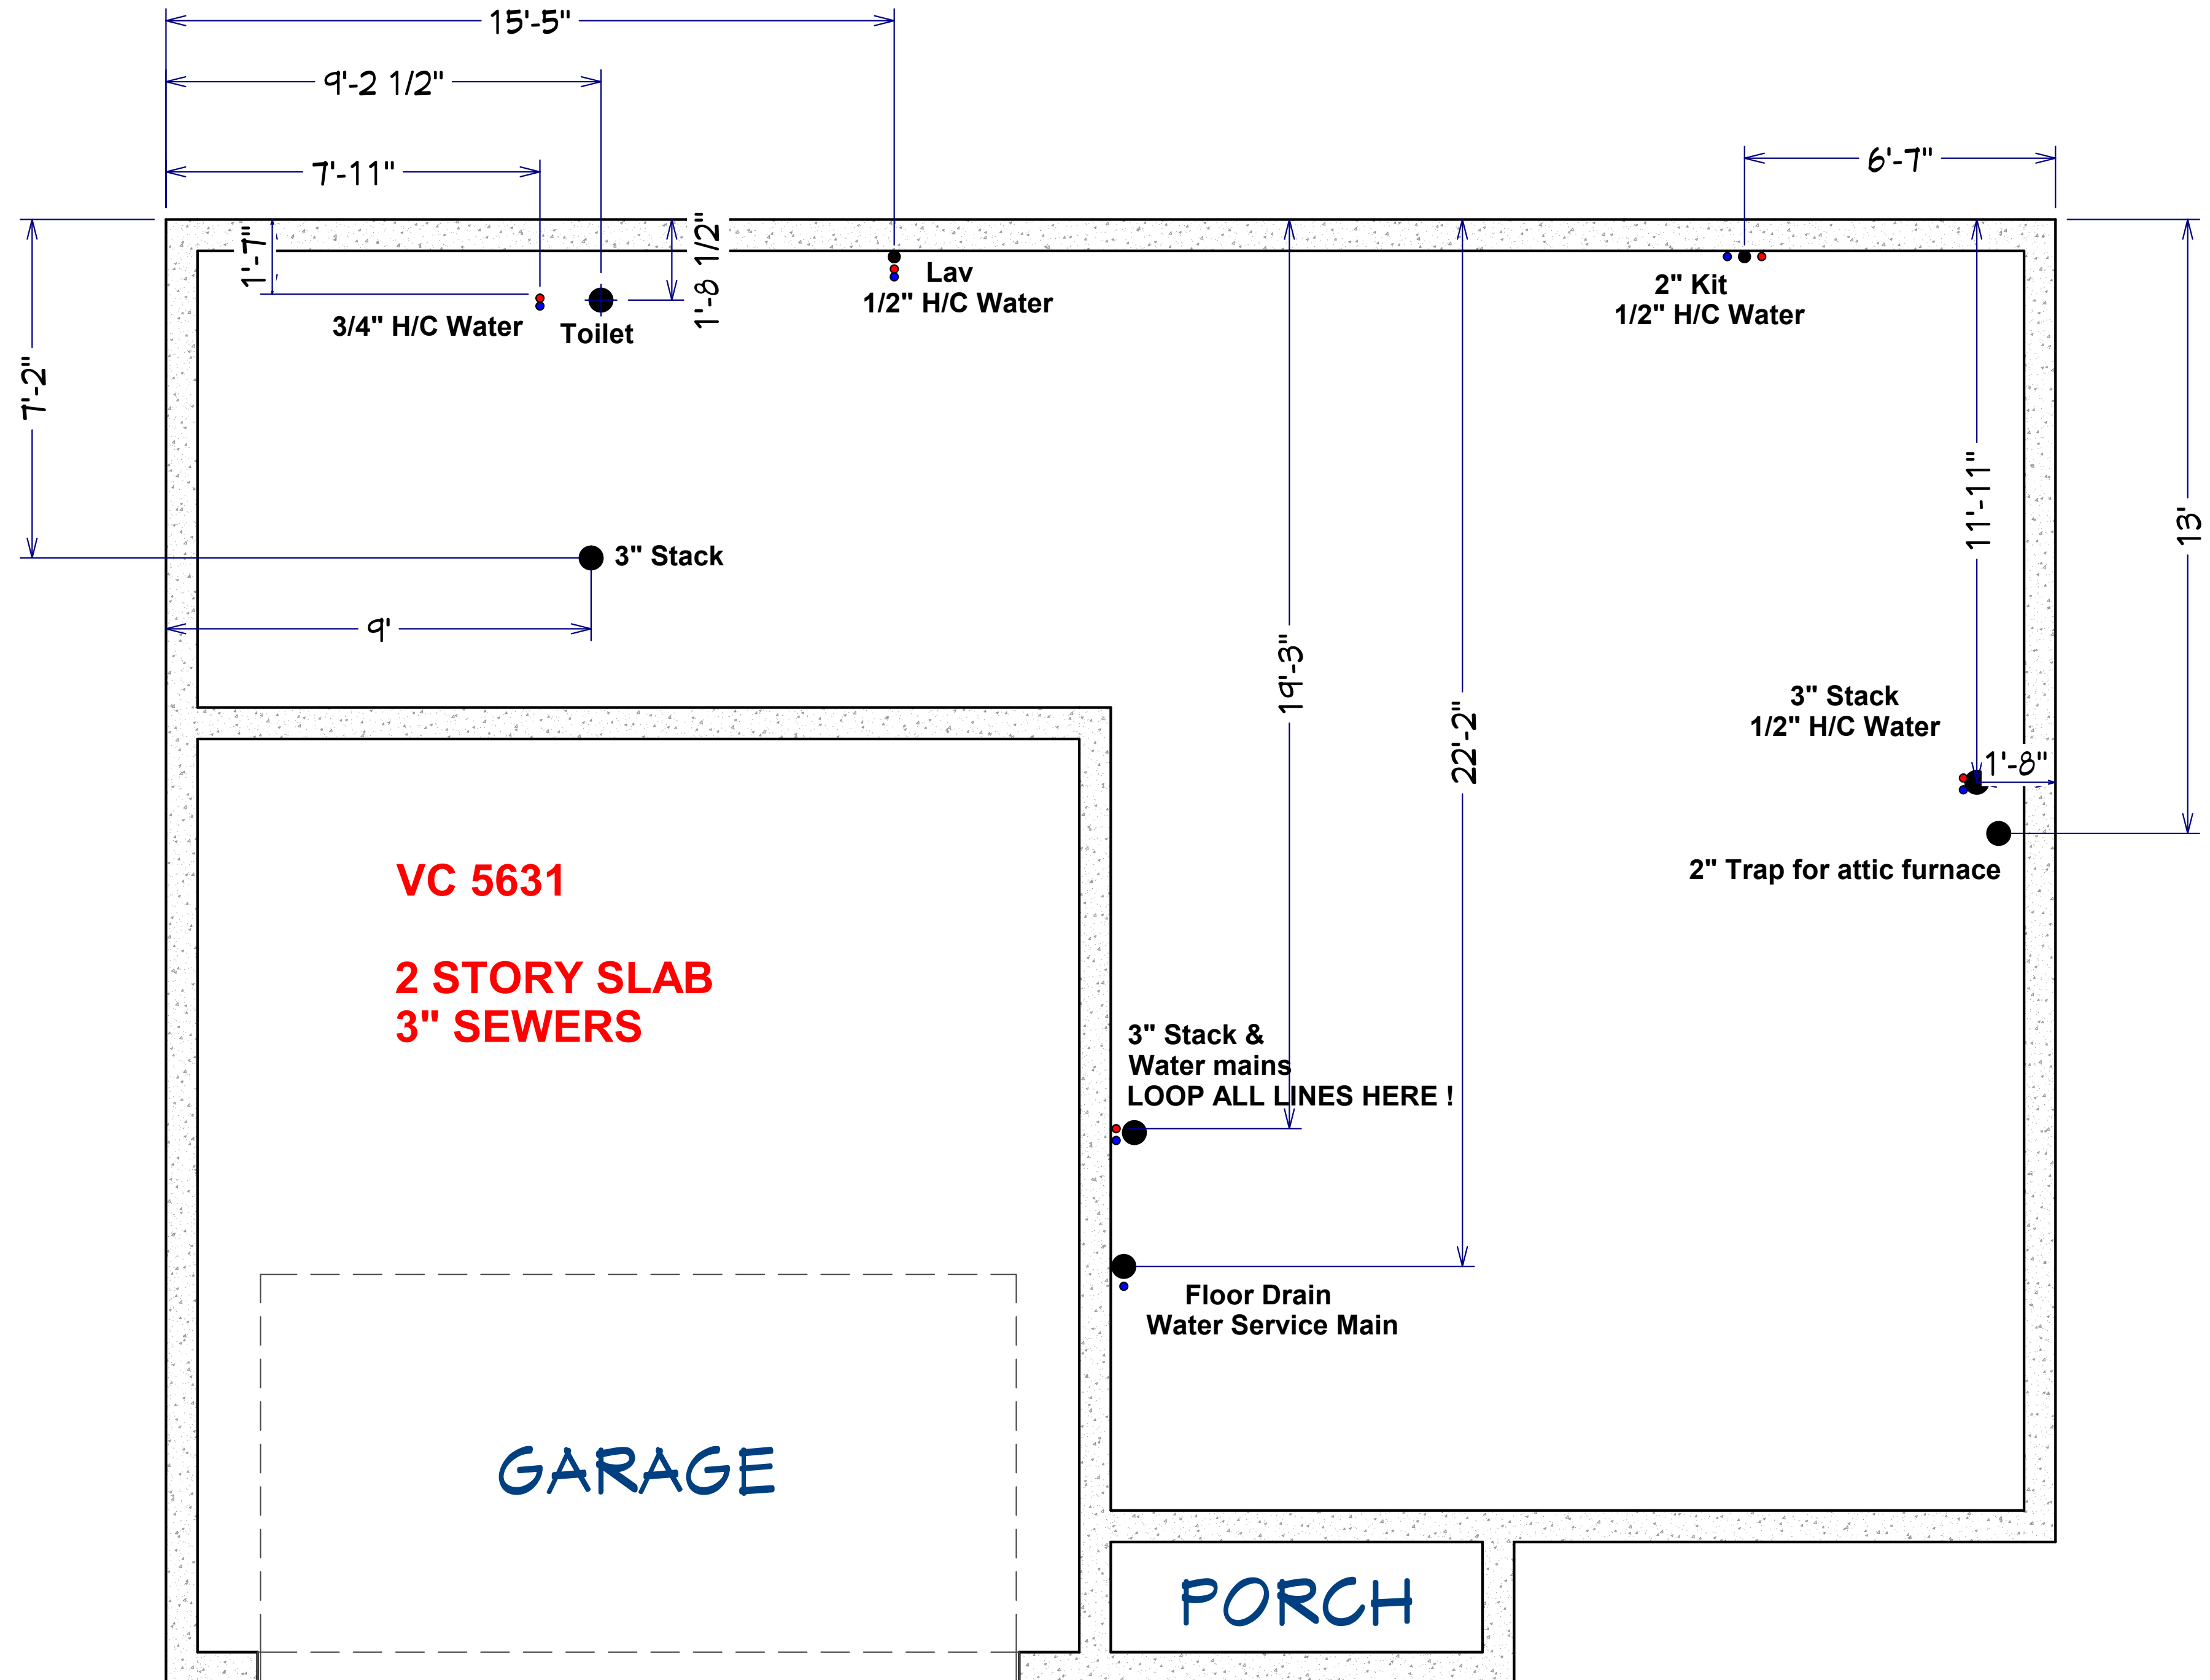 15'-5"
9'-2 1/2"
7'-11"
6'-7"
1'-7"
1'-8 1/2"
Lav
1/2" H/C Water
2" Kit
1/2" H/C Water
3/4" H/C Water
Toilet
7'-2"
11'-11"
13'
3" Stack
9'
19'-3"
22'-2"
3" Stack
1/2" H/C Water
1'-8"
2" Trap for attic furnace
VC 5631
2 STORY SLAB
3" SEWERS
3" Stack &
Water mains
LOOP ALL LINES HERE !
Floor Drain
Water Service Main
GARAGE
PORCH